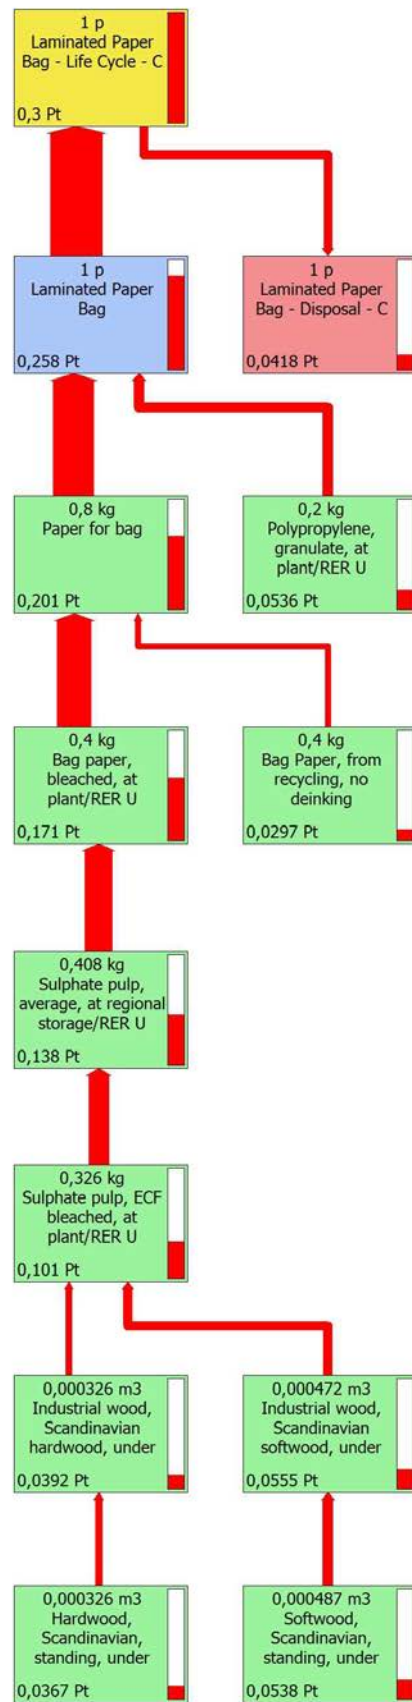 1 p
Laminated Paper
Bag - Life Cycle - C
0,3 Pt
1 p
Laminated Paper
Bag
0,258 Pt
1 p
Laminated Paper
Bag - Disposal - C
0,0418 Pt
0,8 kg
Paper for bag
0,201 Pt
0,2 kg
Polypropylene,
granulate, at
plant/RER U
0,0536 Pt
0,4 kg
Bag paper,
bleached, at
plant/RER U
0,171 Pt
0,4 kg
Bag Paper, from
recycling, no
deinking
0,0297 Pt
0,408 kg
Sulphate pulp,
average, at regional
storage/RER U
0,138 Pt
0,326 kg
Sulphate pulp, ECF
bleached, at
plant/RER U
0,101 Pt
0,000326 m3
Industrial wood,
Scandinavian
hardwood, under
0,0392 Pt
0,000472 m3
Industrial wood,
Scandinavian
softwood, under
0,0555 Pt
0,000326 m3
Hardwood,
Scandinavian,
standing, under
0,0367 Pt
0,000487 m3
Softwood,
Scandinavian,
standing, under
0,0538 Pt